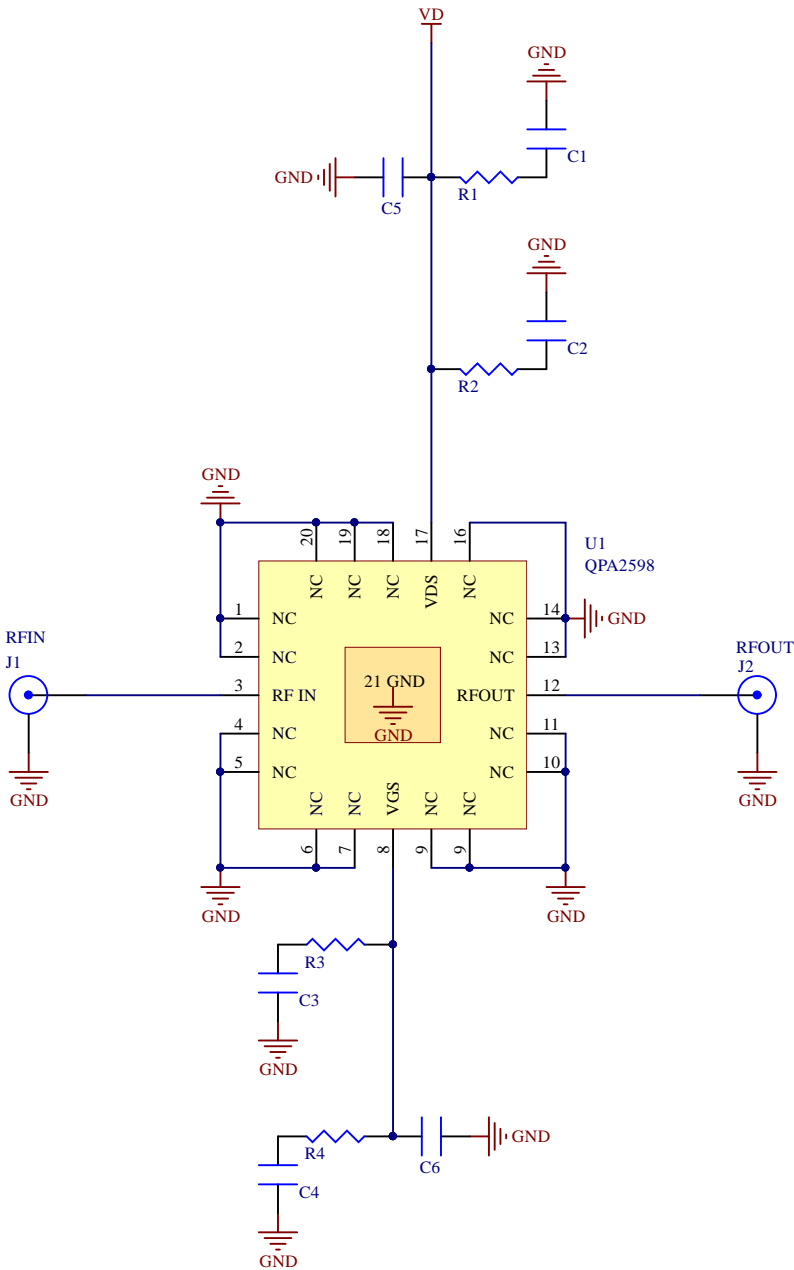 VD
GND
C1
GND
C5
R1
GND
C2
R2
GND
20
19
18
17
16
U1
QPA2598
NC
NC
NC
VDS
NC
1
NC
NC
14
GND
2
NC
NC
13
RFIN
J1
RFOUT
J2
3
RF IN
21 GND
GND
RFOUT
12
4
NC
NC
11
5
NC
NC
10
GND
GND
NC
NC
VGS
NC
NC
6
7
8
9
9
GND
GND
R3
C3
GND
R4
C6
GND
C4
GND